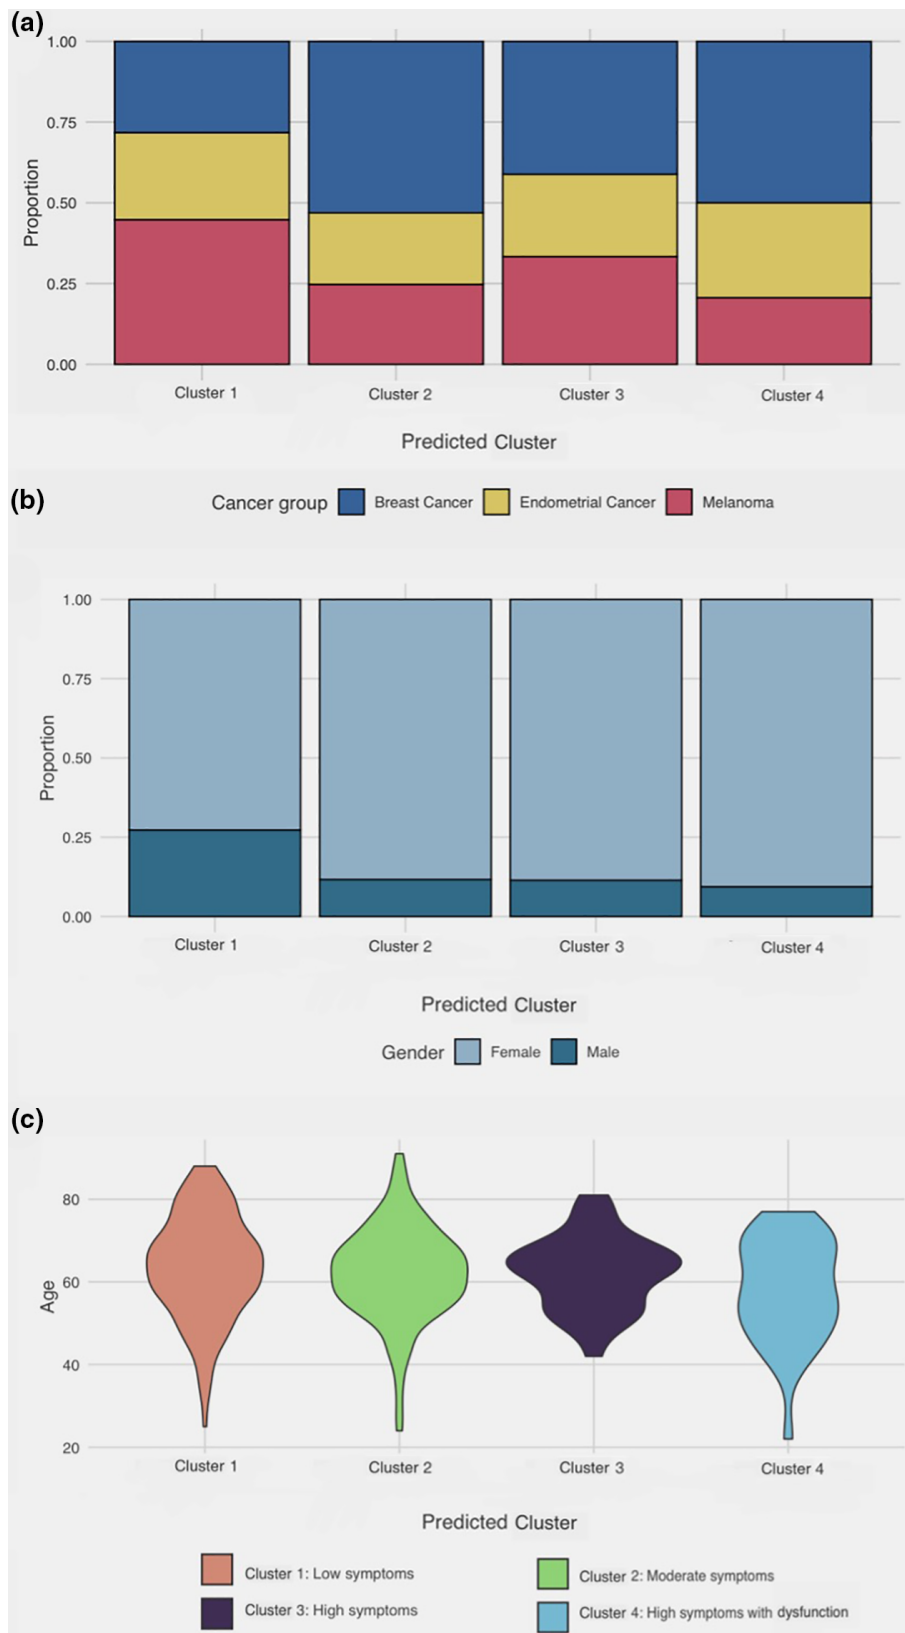 (a)
1.00
0.75
0.50
0.25
0.00
Proportion
Cluster 1 Cluster 2 Cluster 3 Cluster 4
Predicted Cluster
(b)
Cancer group Breast Cancer Endometrial Cancer Melanoma
1.00
0.75
0.50
0.25
0.00
Proportion
Cluster 1 Cluster 2 Cluster 3 Cluster 4
Predicted Cluster
Gender Female Male
(c)
80
60
40
20
Age
Cluster 1 Cluster 2 Cluster 3 Cluster 4
Predicted Cluster
Cluster 1: Low symptoms Cluster 2: Moderate symptoms
Cluster 3: High symptoms Cluster 4: High symptoms with dysfunction